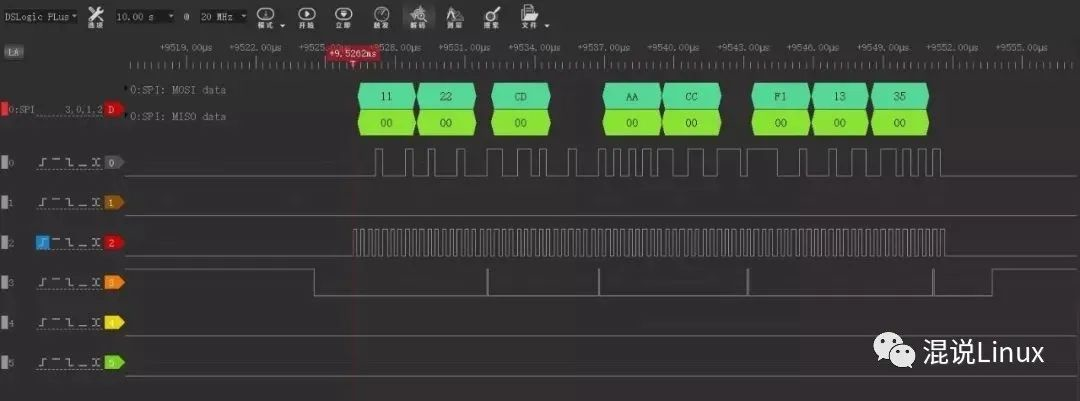 DSLogic PLus 10.00 s @ 20 MHz
选项 模式 开始 立即 触发 解码 测量 搜索 文件
LA +9519.00μs +9522.00μs +9525.00μs +9528.00μs +9531.00μs +9534.00μs +9537.00μs +9540.00μs +9543.00μs +9546.00μs +9549.00μs +9552.00μs +9555.00μs
+9.5262ms
0:SPI: MOSI data 11 22 CD AA CC F1 13 35
0:SPI 3,0,1,2 D
0:SPI: MISO data 00 00 00 00 00 00 00 00
0 0
1 1
2 2
3 3
4 4
5 5
混说Linux